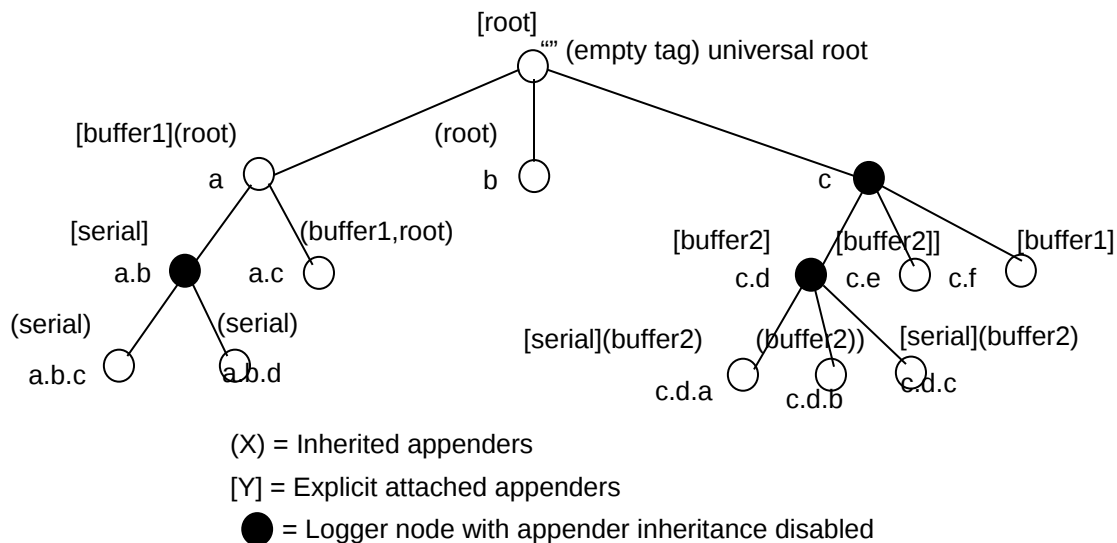 [root]
“” (empty tag) universal root
[buffer1](root)
(root)
a
b
c
[serial]
(buffer1,root)
[buffer2]
[buffer2]]
[buffer1]
a.b
a.c
c.d
c.e
c.f
(serial)
(serial)
[serial](buffer2)
(buffer2))
[serial](buffer2)
a.b.c
a.b.d
c.d.a
c.d.b
c.d.c
(X) = Inherited appenders
[Y] = Explicit attached appenders
= Logger node with appender inheritance disabled